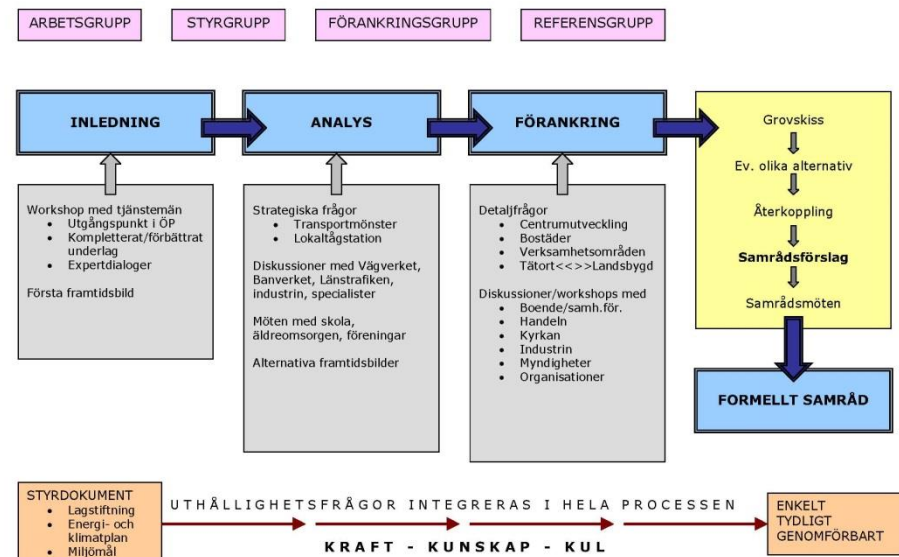 ARBETSGRUPP
STYRGRUPP
FÖRANKRINGSGRUPP
REFERENSGRUPP
INLEDNING
ANALYS
FÖRANKRING
Workshop med tjänstemän
• Utgångspunkt i ÖP
• Kompletterat/förbättrat
underlag
• Expertdialoger
Första framtidsbild
Strategiska frågor
• Transportmönster
• Lokaltågstation
Diskussioner med Vägverket,
Banverket, Länstrafiken,
industrin, specialister
Möten med skola,
äldreomsorgen, föreningar
Alternativa framtidsbilder
Detaljfrågor
• Centrumutveckling
• Bostäder
• Verksamhetsområden
• Tätort<<>>Landsbygd
Diskussioner/workshops med
• Boende/samh.för.
• Handeln
• Kyrkan
• Industrin
• Myndigheter
• Organisationer
Grovskiss
Ev. olika alternativ
Återkoppling
Samrådsförslag
Samrådsmöten
FORMELLT SAMRÅD
STYRDOKUMENT
• Lagstiftning
• Energi- och
klimatplan
• Miljömål
UTHÅLLIGHETSFRÅGOR INTEGRERAS I HELA PROCESSEN
KRAFT - KUNSKAP - KUL
ENKELT
TYDLIGT
GENOMFÖRBART